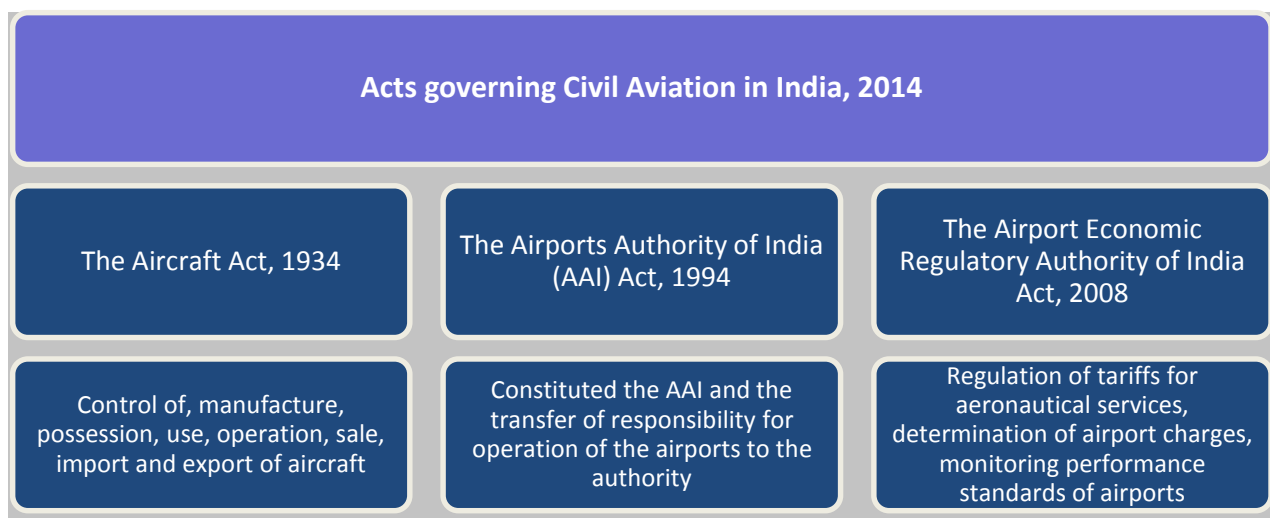 Acts governing Civil Aviation in India, 2014
The Aircraft Act, 1934
The Airports Authority of India
(AAI) Act, 1994
The Airport Economic
Regulatory Authority of India
Act, 2008
Control of, manufacture,
possession, use, operation, sale,
import and export of aircraft
Constituted the AAI and the
transfer of responsibility for
operation of the airports to the
authority
Regulation of tariffs for
aeronautical services,
determination of airport charges,
monitoring performance
standards of airports